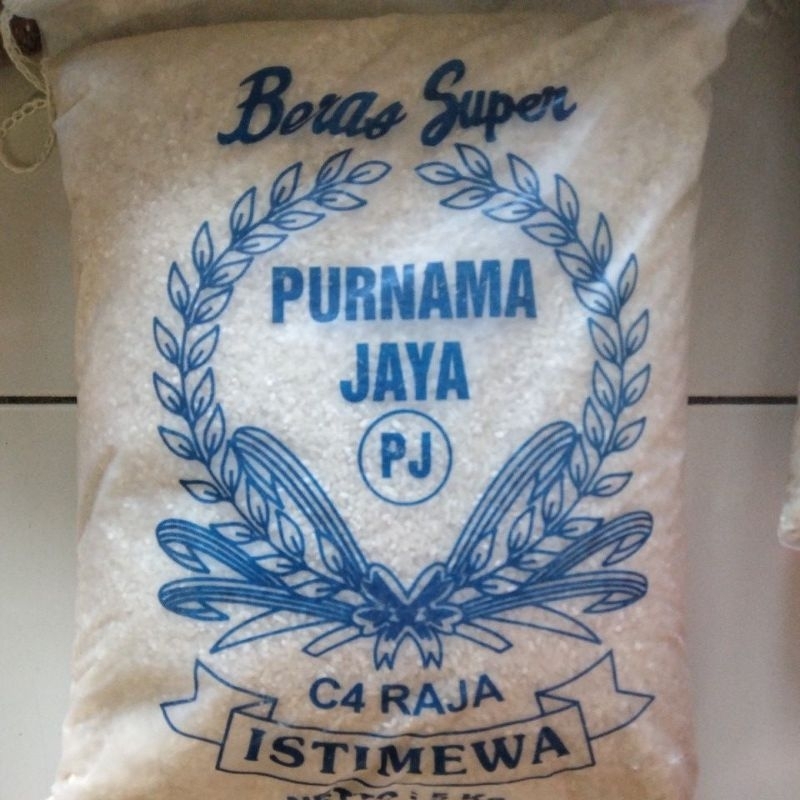 Beras Super
PURNAMA
JAYA
PJ
C4 RAJA
ISTIMEWA